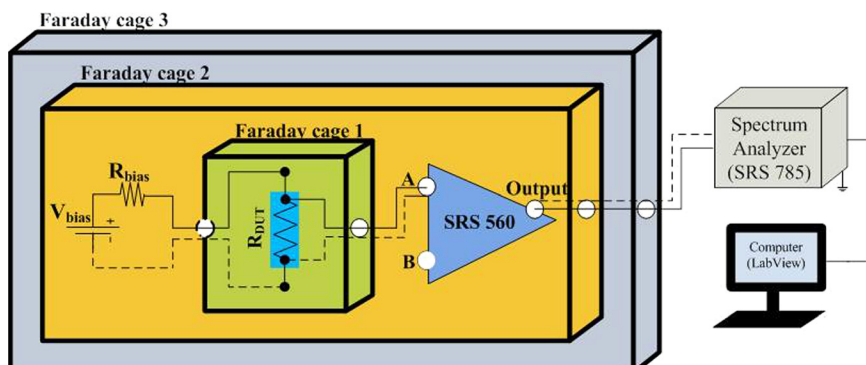 Faraday cage 3
Faraday cage 2
Faraday cage 1
Rbias
Vbias
+
RDUT
A
B
SRS 560
Output
Spectrum
Analyzer
(SRS 785)
Computer
(LabView)